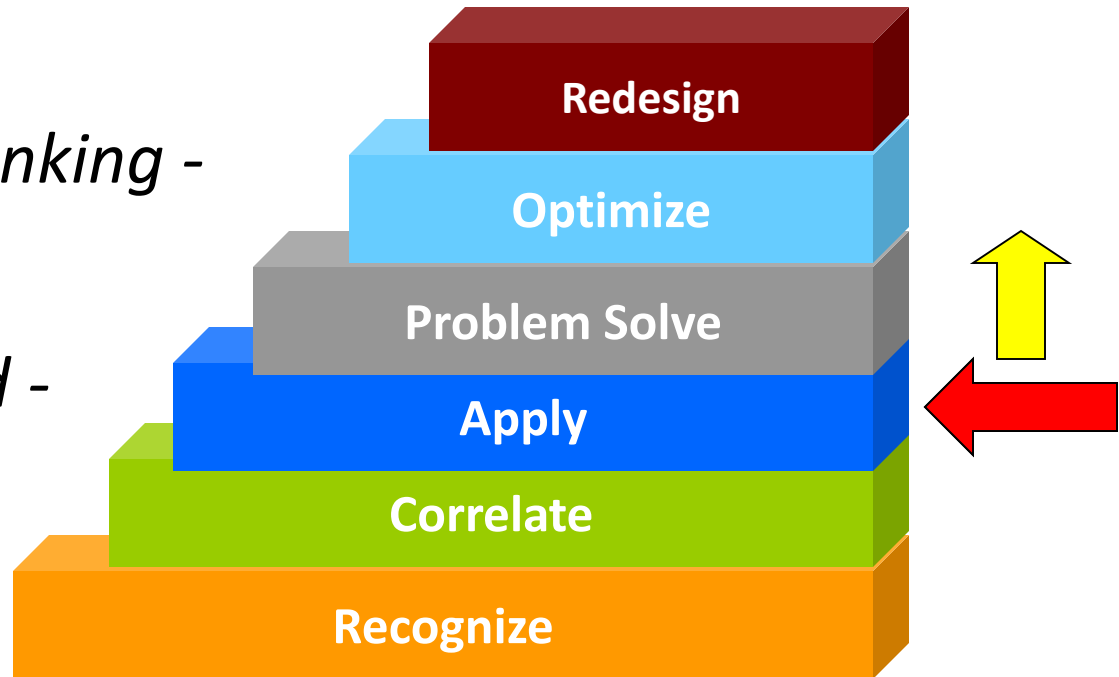 Redesign
nking -
Optimize
Problem Solve
d -
Apply
Correlate
Recognize